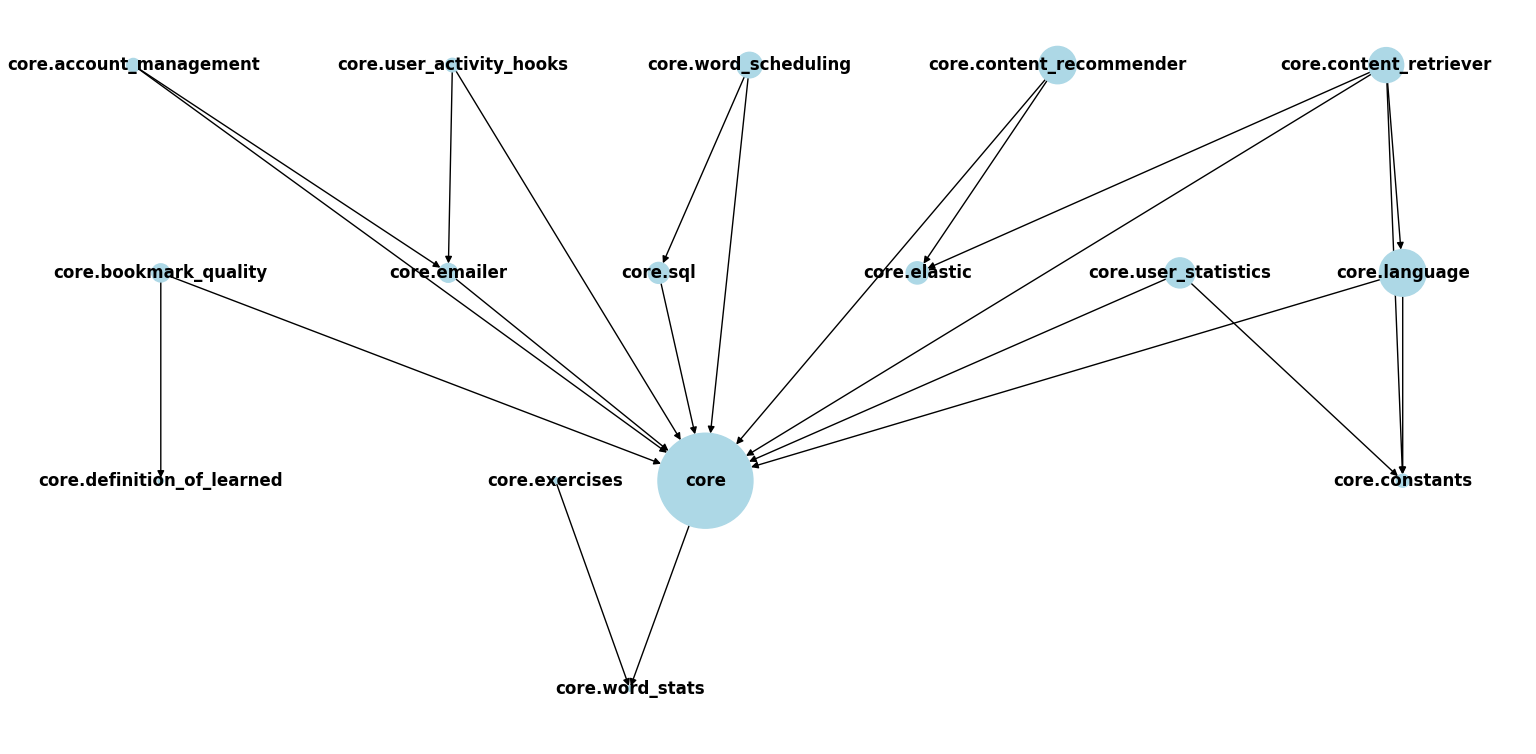 core.account_management
core.user_activity_hooks
core.word_scheduling
core.content_recommender
core.content_retriever
core.bookmark_quality
core.emailer
core.sql
core.elastic
core.user_statistics
core.language
core.definition_of_learned
core.exercises
core
core.constants
core.word_stats